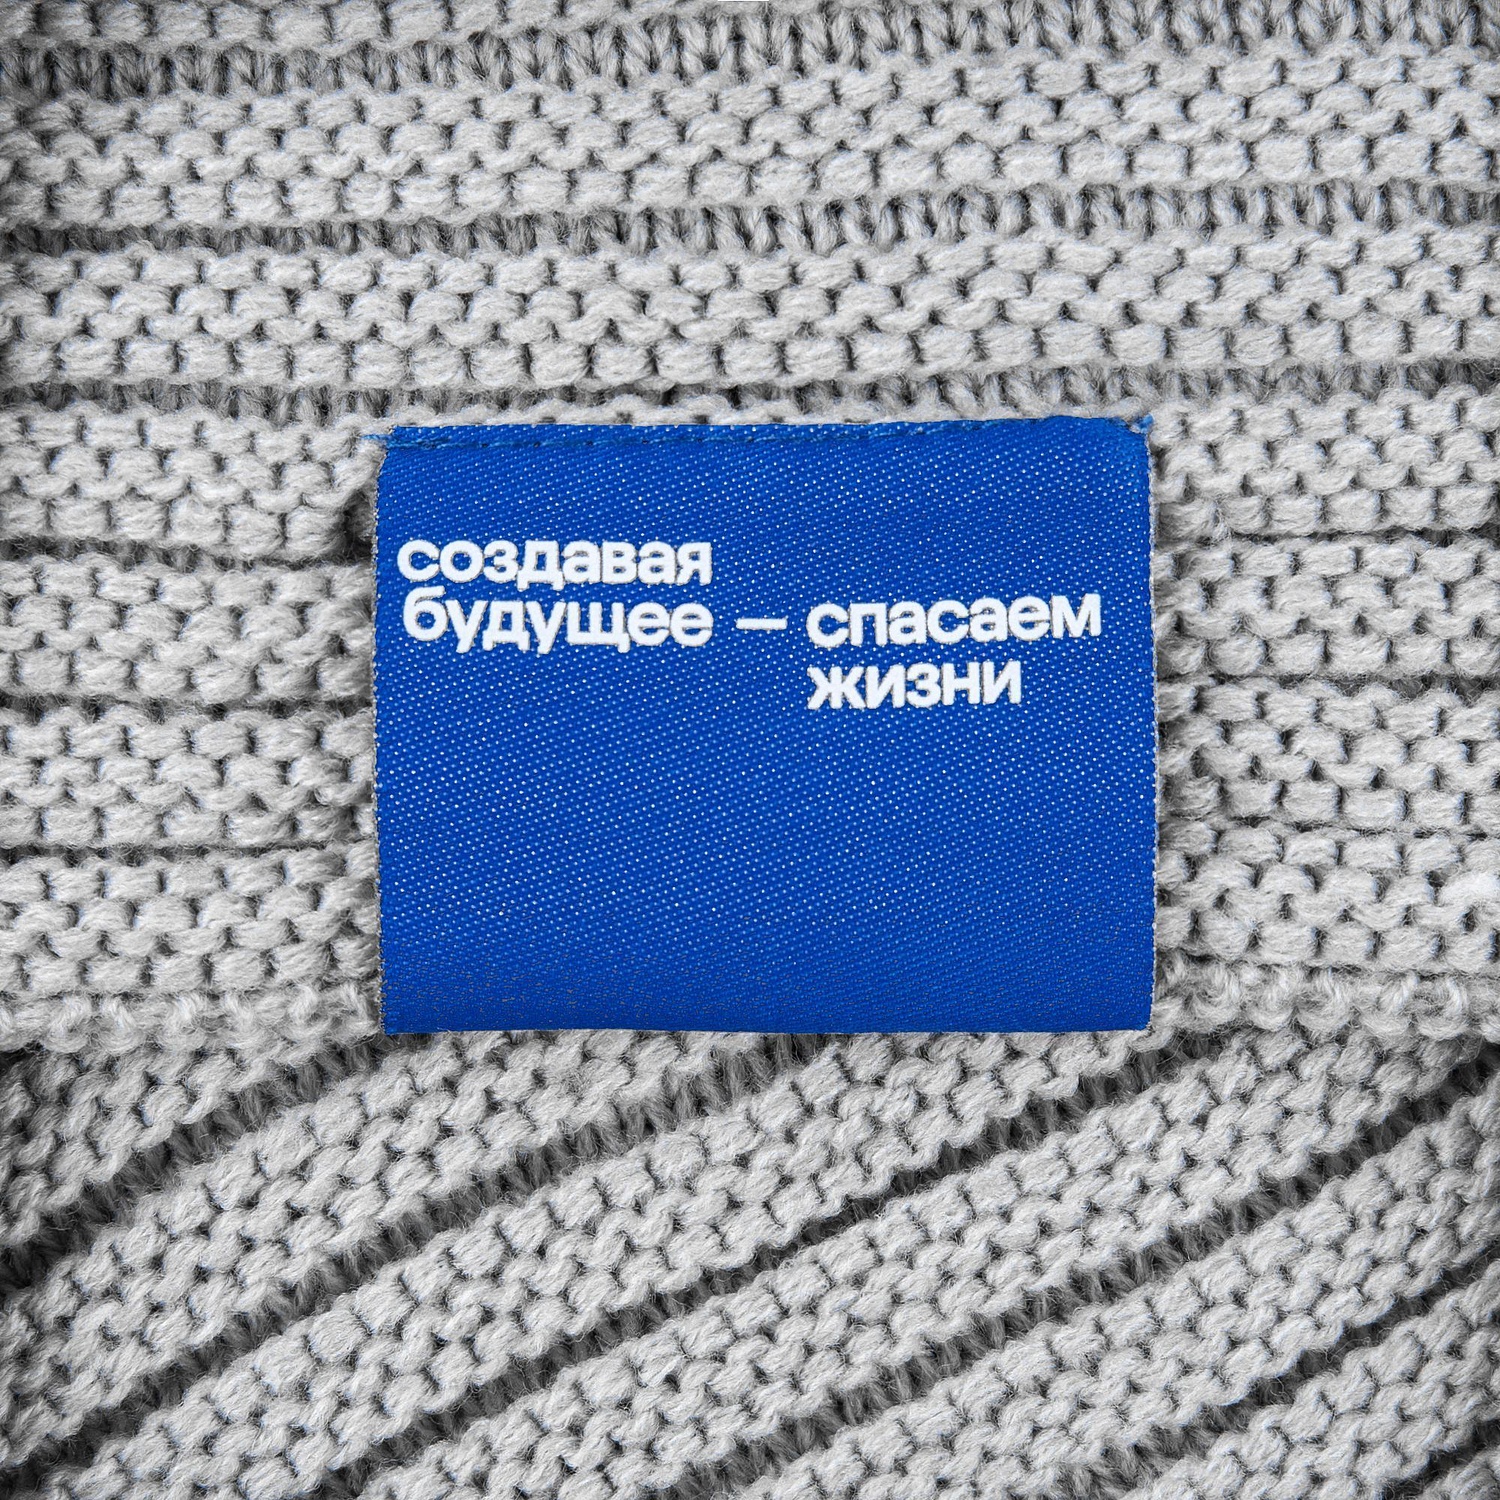 создавая
будущее — спасаем
жизни